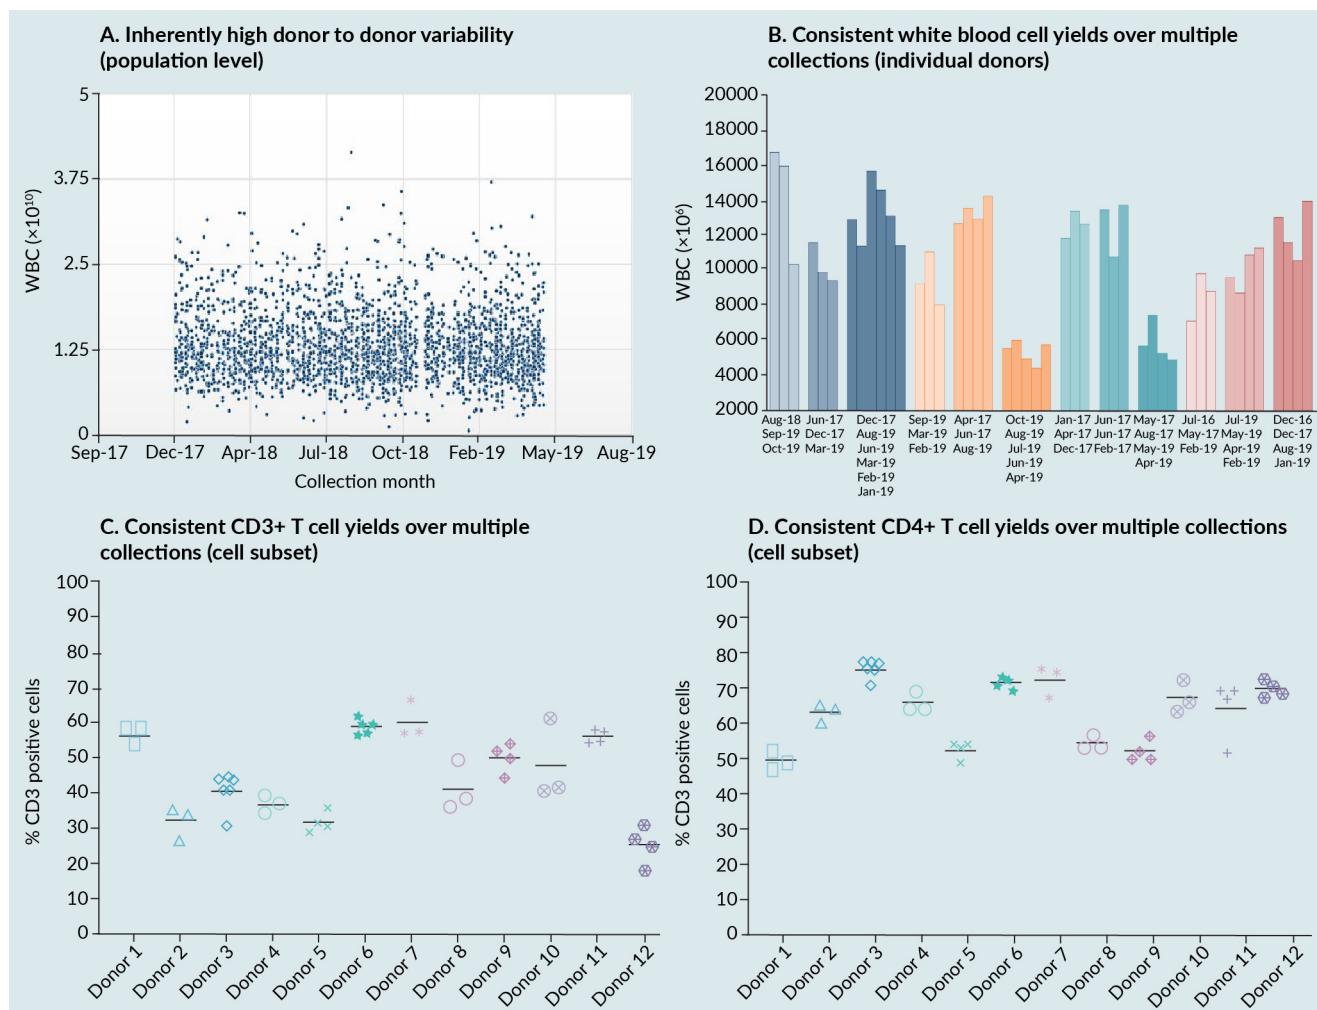 A. Inherently high donor to donor variability
(population level)
5
3.75
2.5
1.25
0
WBC (×10¹⁰)
Sep-17 Dec-17 Apr-18 Jul-18 Oct-18 Feb-19 May-19 Aug-19
Collection month
B. Consistent white blood cell yields over multiple
collections (individual donors)
20000
18000
16000
14000
12000
10000
8000
6000
4000
2000
WBC (×10⁶)
Aug-18 Jun-17 Dec-17 Sep-19 Apr-17 Oct-19 Jan-17 Jun-17 May-17 Jul-16 Jul-19 Dec-16
Sep-19 Dec-17 Aug-19 Mar-19 Jun-17 Aug-19 Apr-17 Jun-17 Aug-17 May-17 May-19 Dec-17
Oct-19 Mar-19 Jun-19 Feb-19 Aug-19 Jul-19 Dec-17 Feb-17 May-19 Feb-19 Apr-19 Aug-19
Mar-19 Jun-19 Apr-19 Feb-19 Jan-19
Feb-19 Apr-19
Jan-19
C. Consistent CD3+ T cell yields over multiple
collections (cell subset)
100
90
80
70
60
50
40
30
20
10
0
% CD3 positive cells
Donor 1 Donor 2 Donor 3 Donor 4 Donor 5 Donor 6 Donor 7 Donor 8 Donor 9 Donor 10 Donor 11 Donor 12
D. Consistent CD4+ T cell yields over multiple collections
(cell subset)
100
90
80
70
60
50
40
30
20
10
0
% CD3 positive cells
Donor 1 Donor 2 Donor 3 Donor 4 Donor 5 Donor 6 Donor 7 Donor 8 Donor 9 Donor 10 Donor 11 Donor 12